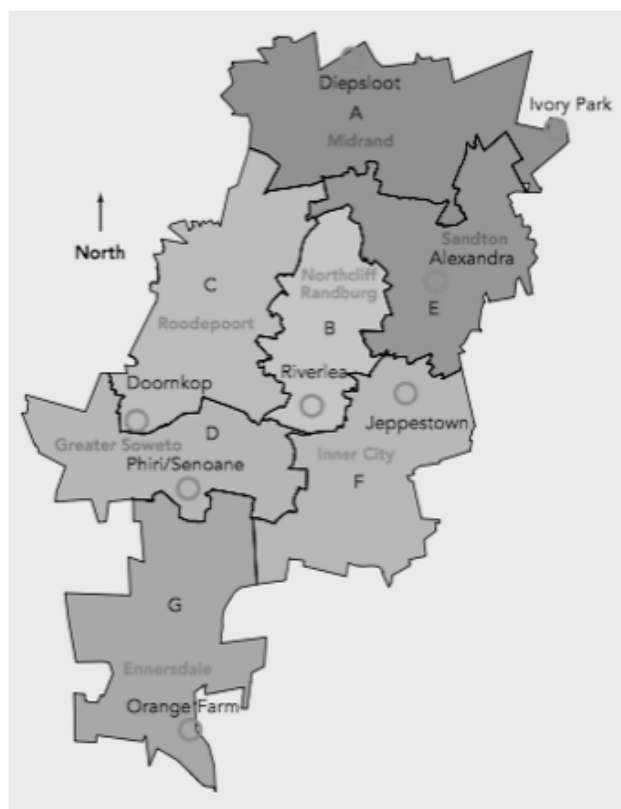 Diepsloot
Ivory Park
A
Midrand
North
Sandton
Alexandra
C
Northcliff
Randburg
E
Roodepoort
B
Riverlea
Doornkop
Jeppestown
D
Greater Soweto
Inner City
Phiri/Senoane
F
G
Ennersdale
Orange Farm